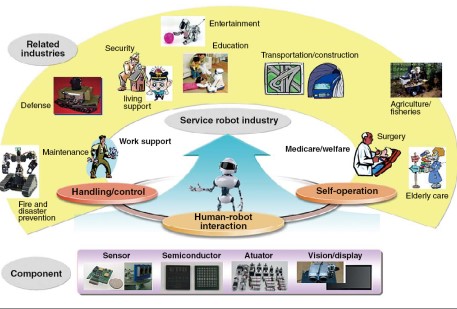 Related
industries
Entertainment
Security
Education
Transportation/construction
Defense
living
support
Agriculture/
fisheries
Service robot industry
Maintenance
Work support
Medicare/welfare
Surgery
Handling/control
Self-operation
Fire and
disaster
prevention
Human-robot
interaction
Elderly care
Component
Sensor
Semiconductor
Atuator
Vision/display